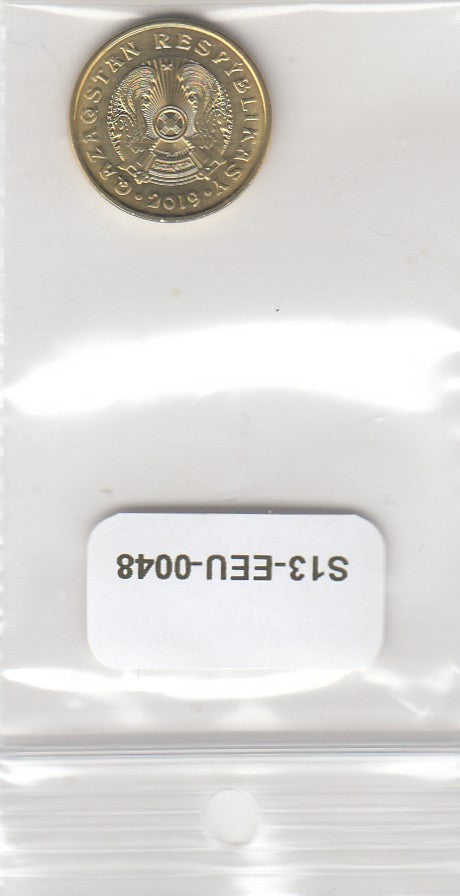 QAZAQSTAN RESPÝBLIKASY
2019
S13-EEU-0048